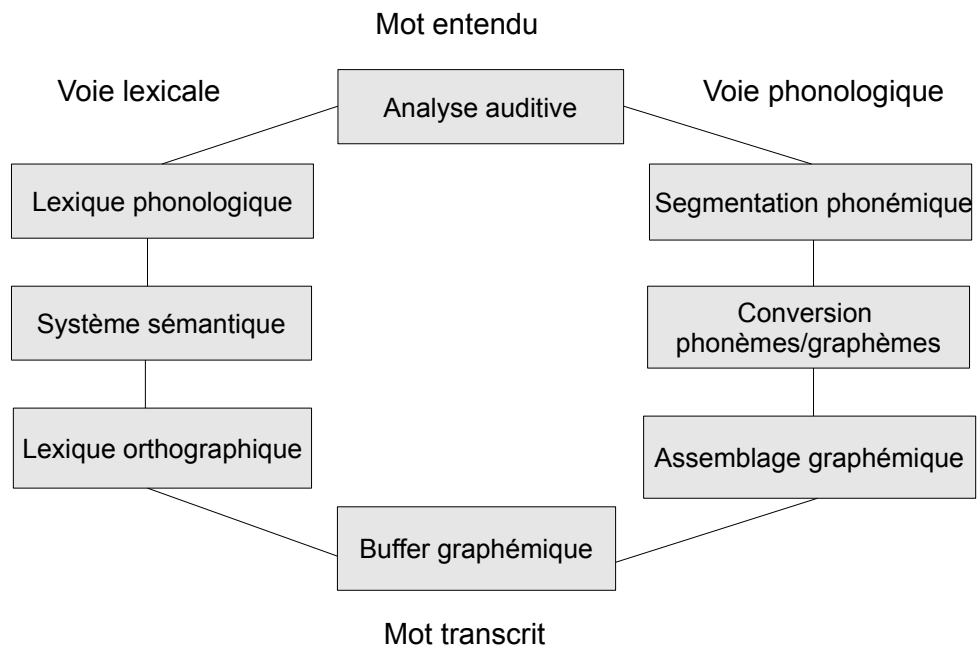 Mot entendu
Voie lexicale
Analyse auditive
Voie phonologique
Lexique phonologique
Segmentation phonémique
Système sémantique
Conversion
phonèmes/graphèmes
Lexique orthographique
Assemblage graphémique
Buffer graphémique
Mot transcrit